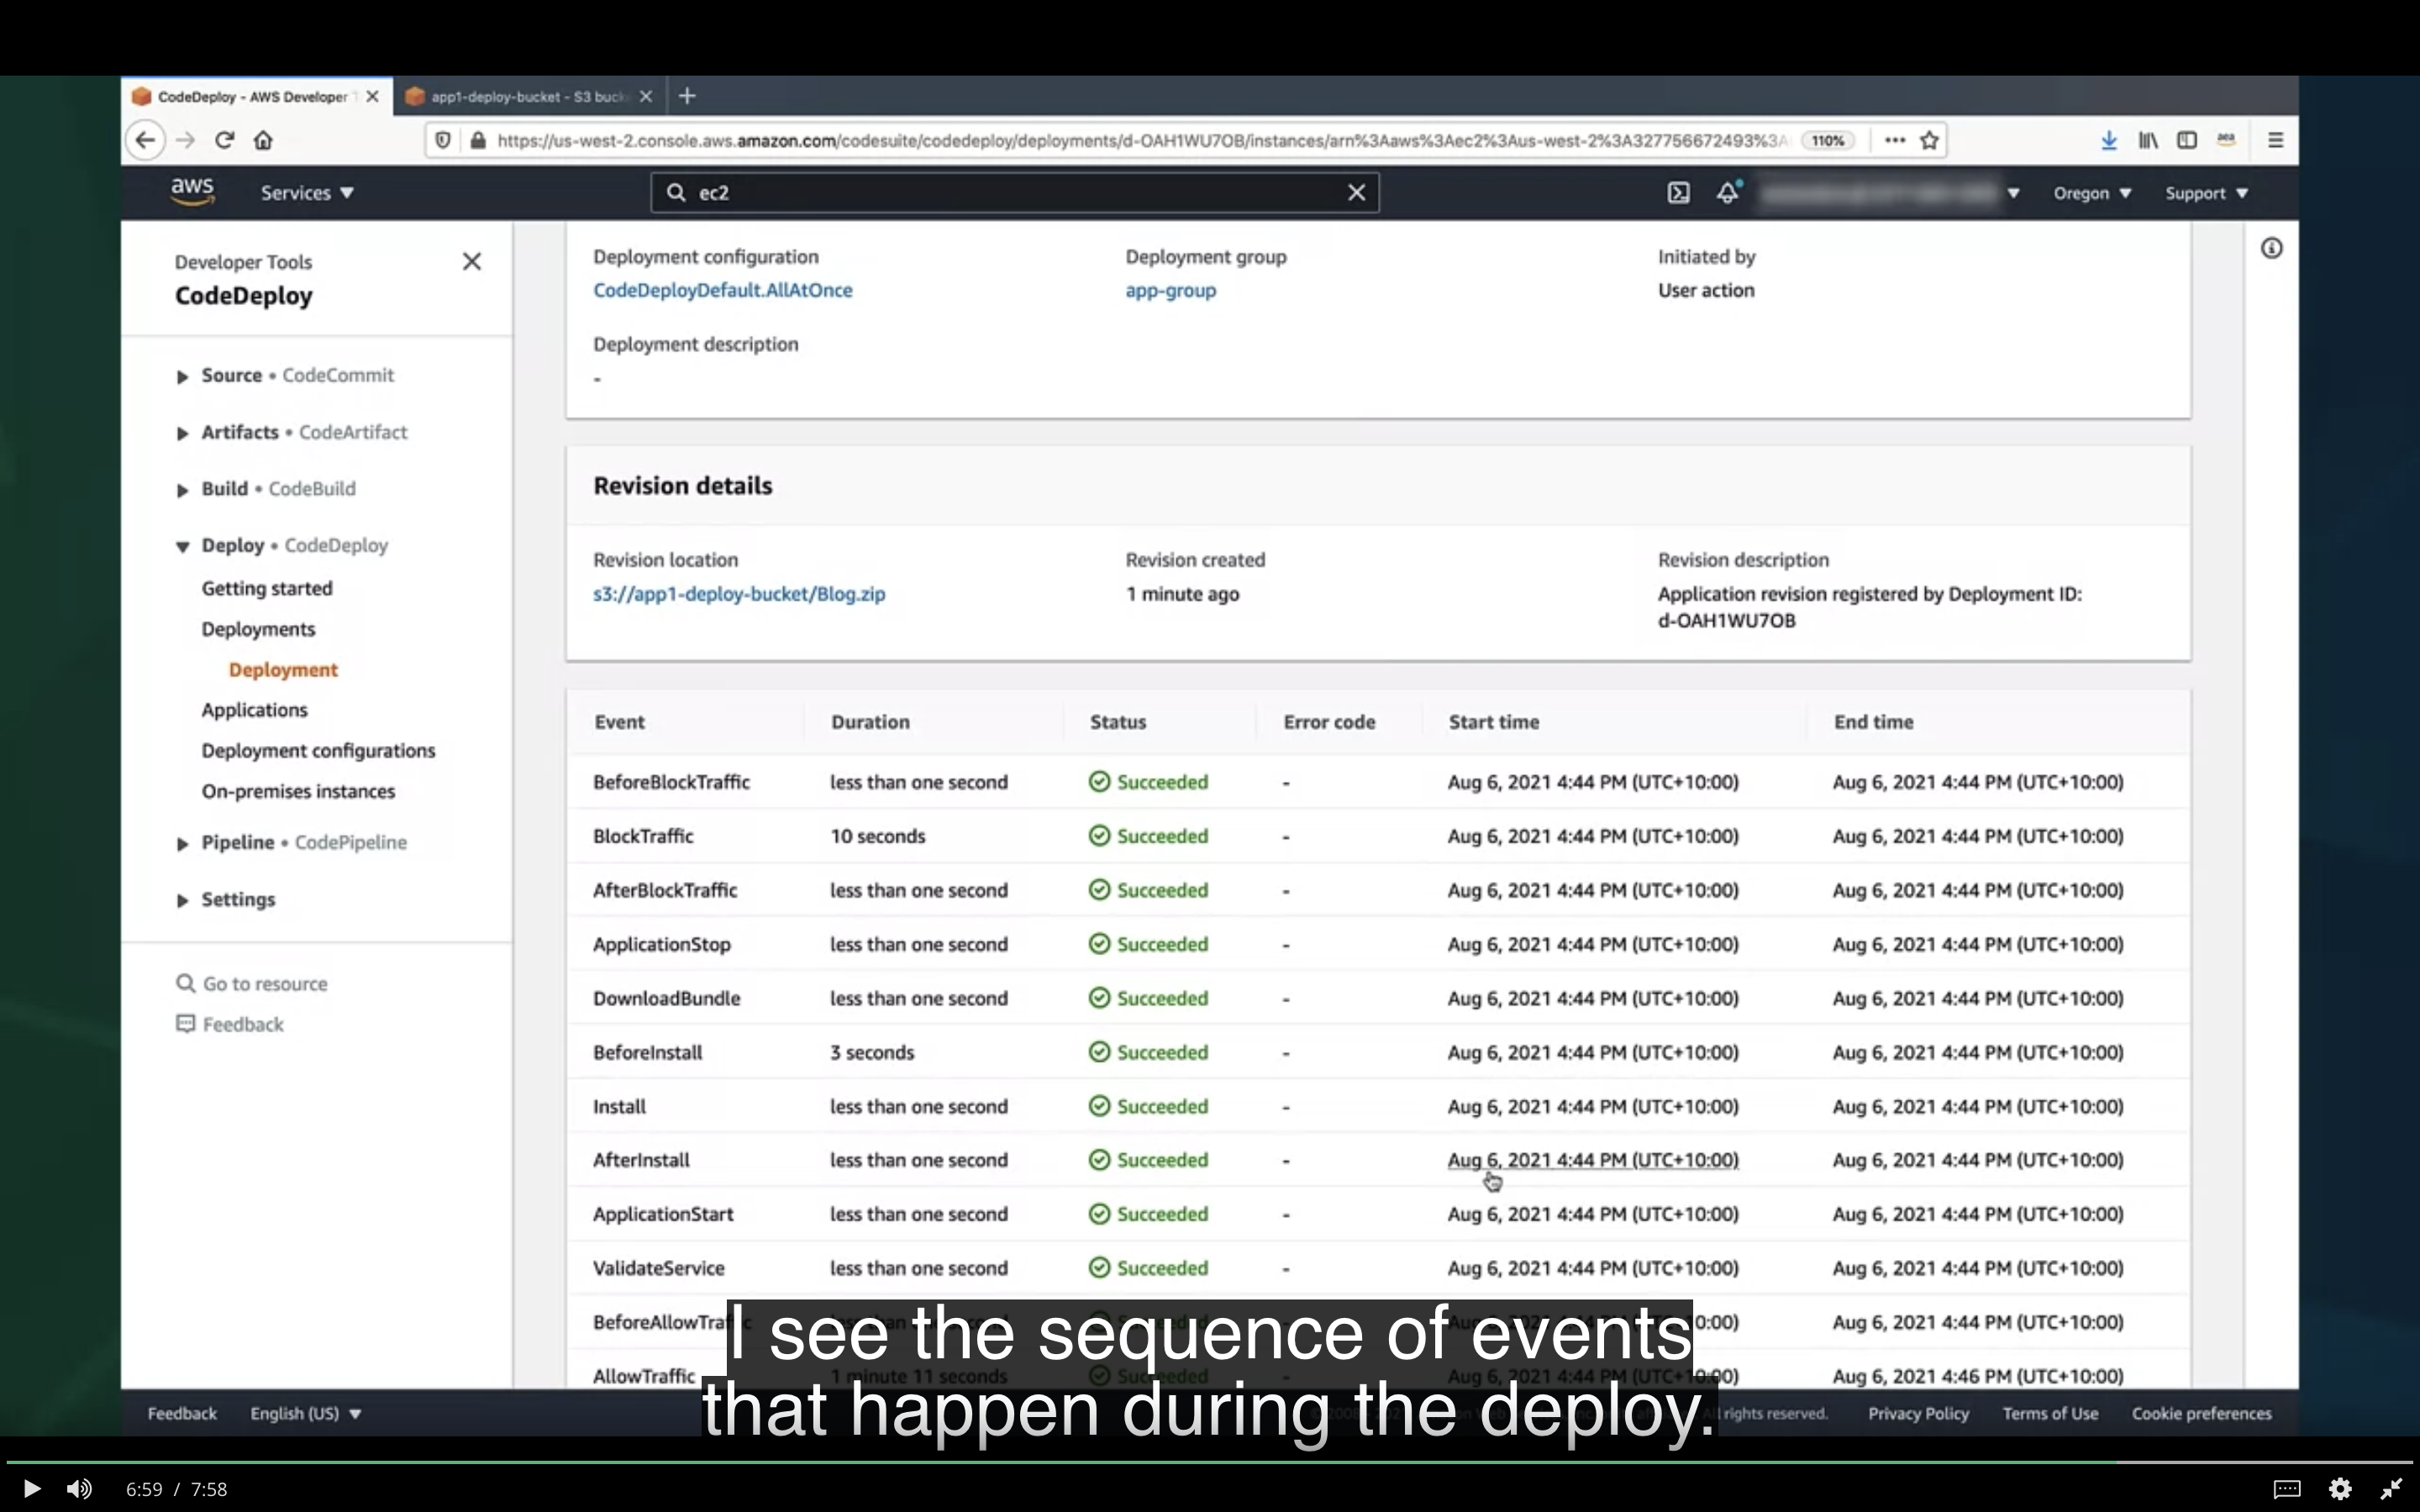 CodeDeploy - AWS Developer T
app1-deploy-bucket - S3 buck
https://us-west-2.console.aws.amazon.com/codesuite/codedeploy/deployments/d-OAH1WU7OB/instances/arn%3Aaws%3Aec2%3Aus-west-2%3A327756672493%3A 110%
aws Services ec2 Oregon Support
Developer Tools
CodeDeploy
Source • CodeCommit
Artifacts • CodeArtifact
Build • CodeBuild
Deploy • CodeDeploy
Getting started
Deployments
Deployment
Applications
Deployment configurations
On-premises instances
Pipeline • CodePipeline
Settings
Go to resource
Feedback
Deployment configuration Deployment group Initiated by
CodeDeployDefault.AllAtOnce app-group User action
Deployment description
-
Revision details
Revision location Revision created Revision description
s3://app1-deploy-bucket/Blog.zip 1 minute ago Application revision registered by Deployment ID:
d-OAH1WU7OB
Event Duration Status Error code Start time End time
BeforeBlockTraffic less than one second Succeeded - Aug 6, 2021 4:44 PM (UTC+10:00) Aug 6, 2021 4:44 PM (UTC+10:00)
BlockTraffic 10 seconds Succeeded - Aug 6, 2021 4:44 PM (UTC+10:00) Aug 6, 2021 4:44 PM (UTC+10:00)
AfterBlockTraffic less than one second Succeeded - Aug 6, 2021 4:44 PM (UTC+10:00) Aug 6, 2021 4:44 PM (UTC+10:00)
ApplicationStop less than one second Succeeded - Aug 6, 2021 4:44 PM (UTC+10:00) Aug 6, 2021 4:44 PM (UTC+10:00)
DownloadBundle less than one second Succeeded - Aug 6, 2021 4:44 PM (UTC+10:00) Aug 6, 2021 4:44 PM (UTC+10:00)
BeforeInstall 3 seconds Succeeded - Aug 6, 2021 4:44 PM (UTC+10:00) Aug 6, 2021 4:44 PM (UTC+10:00)
Install less than one second Succeeded - Aug 6, 2021 4:44 PM (UTC+10:00) Aug 6, 2021 4:44 PM (UTC+10:00)
AfterInstall less than one second Succeeded - Aug 6, 2021 4:44 PM (UTC+10:00) Aug 6, 2021 4:44 PM (UTC+10:00)
ApplicationStart less than one second Succeeded - Aug 6, 2021 4:44 PM (UTC+10:00) Aug 6, 2021 4:44 PM (UTC+10:00)
ValidateService less than one second Succeeded - Aug 6, 2021 4:44 PM (UTC+10:00) Aug 6, 2021 4:44 PM (UTC+10:00)
BeforeAllowTraf 0:00) Aug 6, 2021 4:44 PM (UTC+10:00)
AllowTraffic 1 minute 11 seconds Aug 6, 2021 4:46 PM (UTC+10:00)
I see the sequence of events
that happen during the deploy.
Feedback English (US) rights reserved. Privacy Policy Terms of Use Cookie preferences
6:59 / 7:58